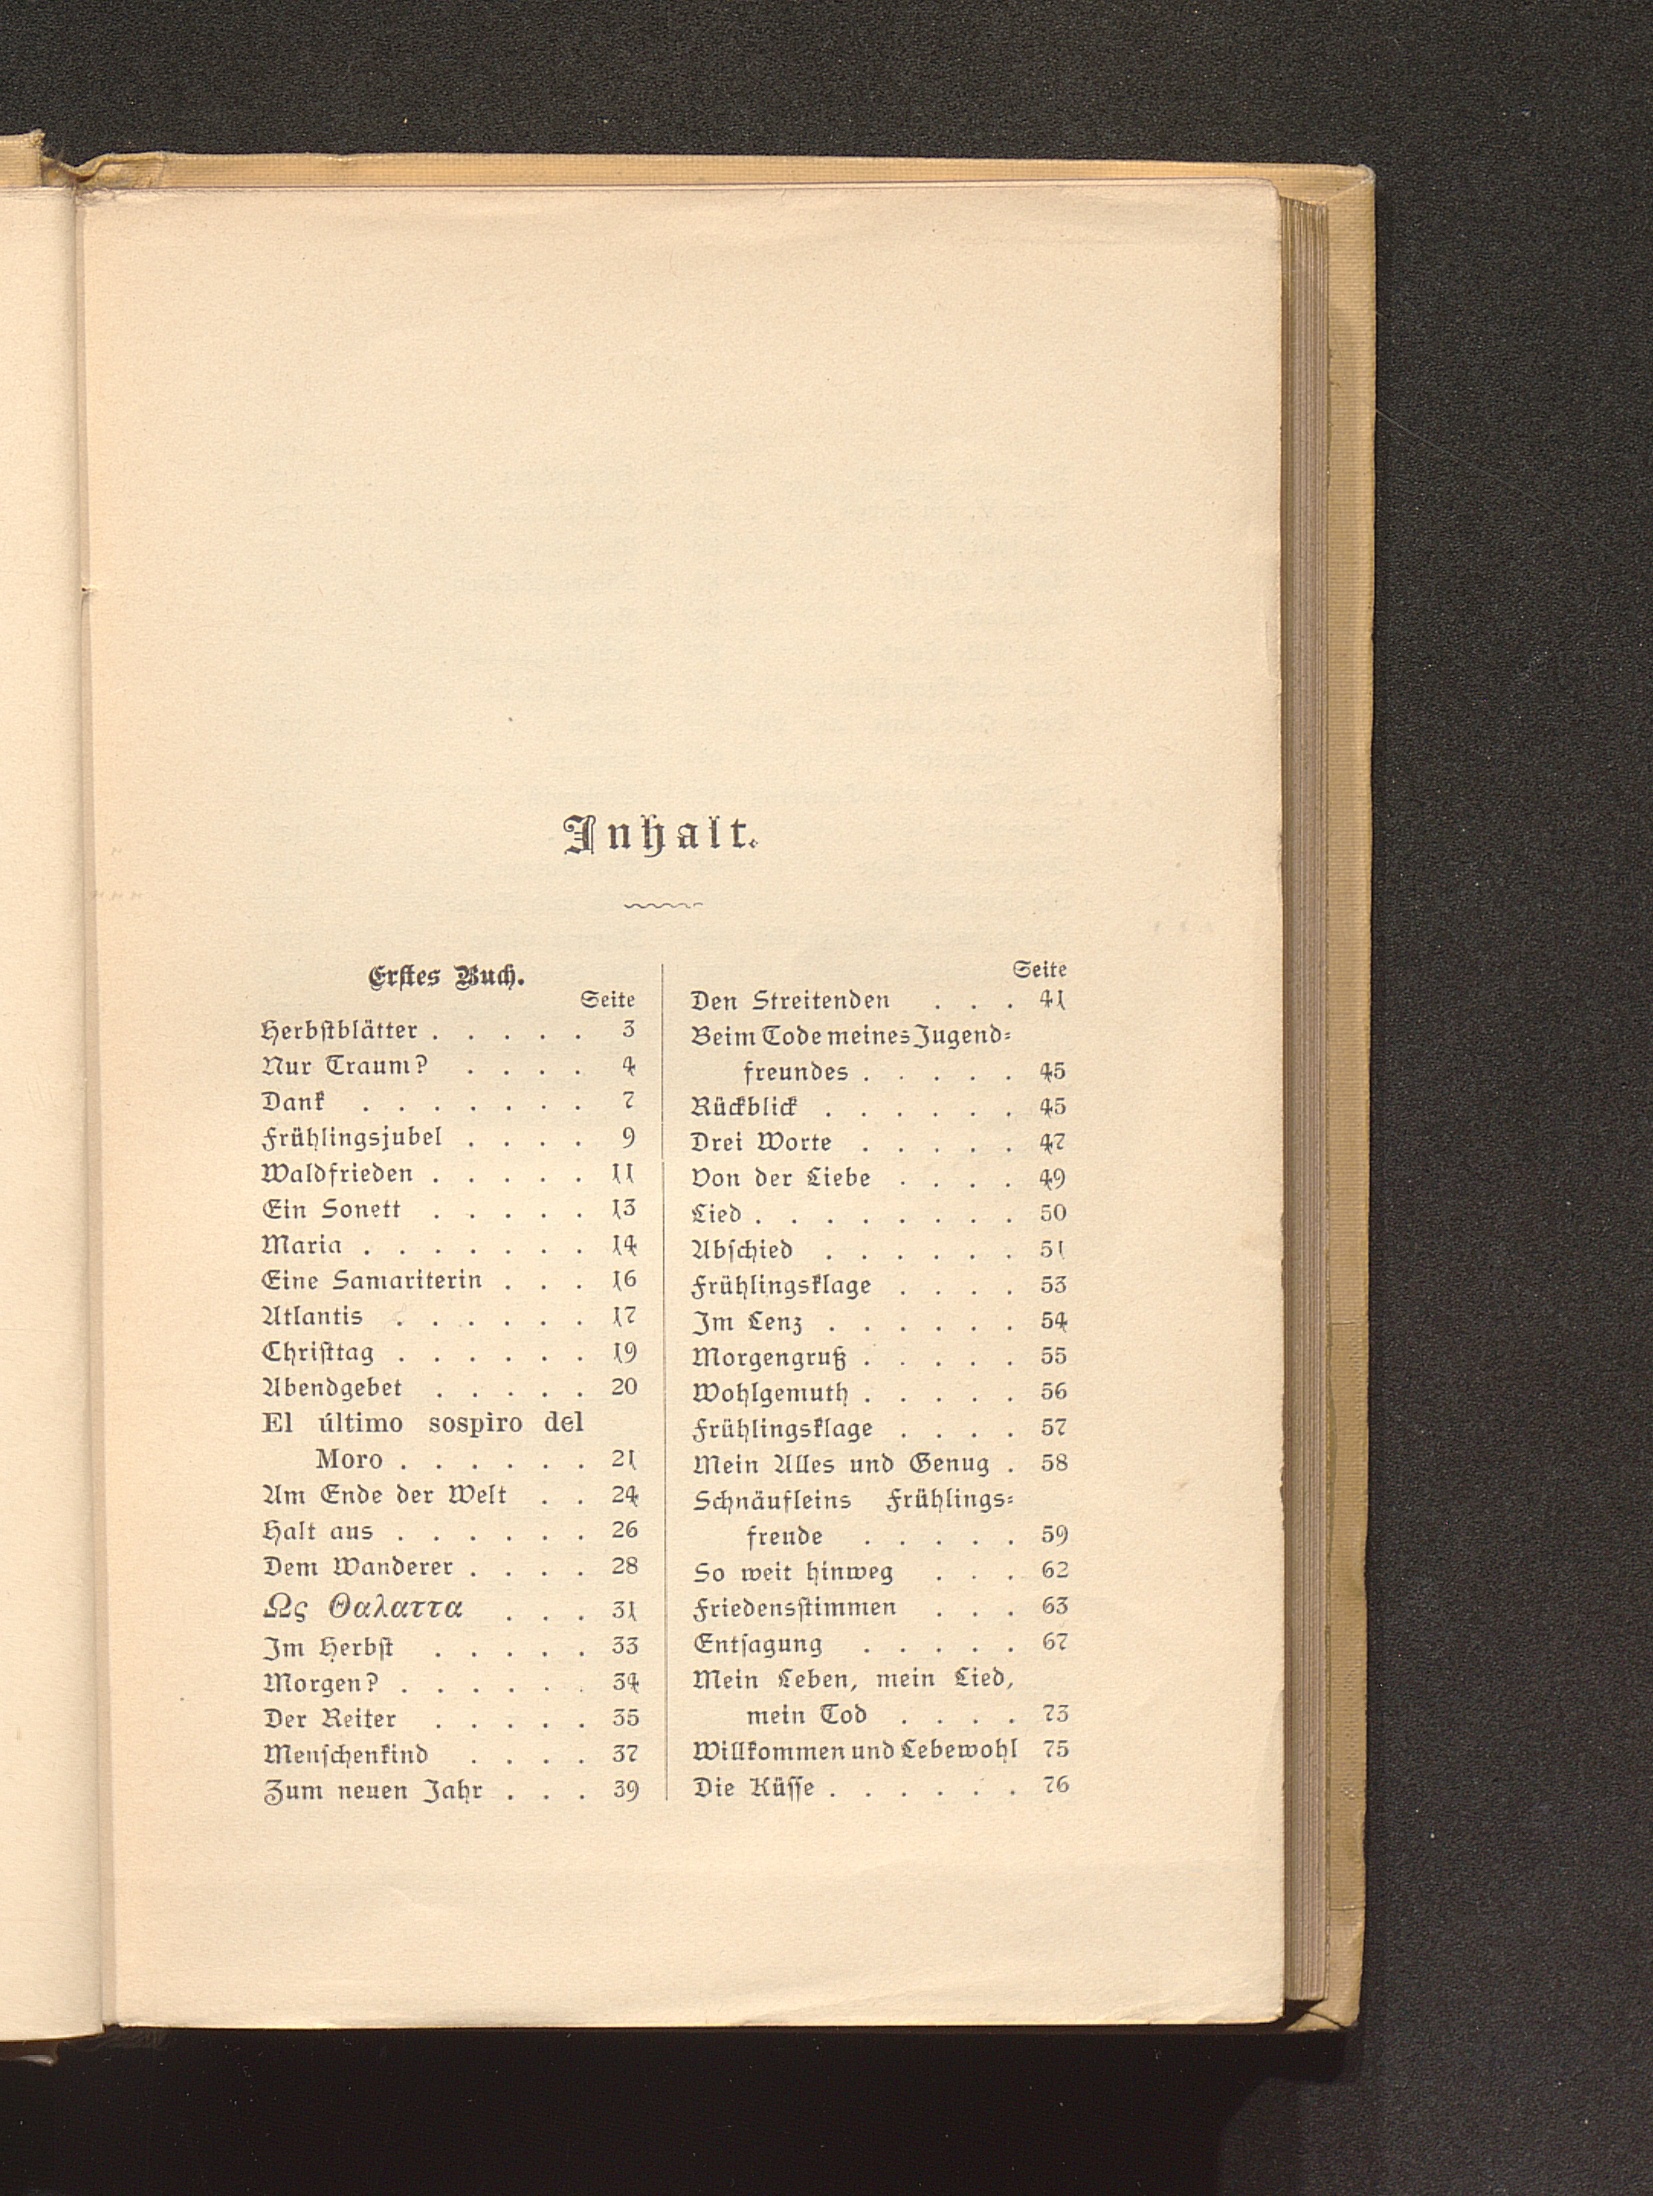 Inhalt.
Erstes Buch.
Seite
Herbstblätter . . . . . 3
Nur Traum? . . . . 4
Dank . . . . . . . 7
Frühlingsjubel . . . . 9
Waldfrieden . . . . . 11
Ein Sonett . . . . . 13
Maria . . . . . . . 14
Eine Samariterin . . . 16
Atlantis . . . . . . 17
Christtag . . . . . . 19
Abendgebet . . . . . 20
El último sospiro del
Moro . . . . . . 21
Am Ende der Welt . . 24
Halt aus . . . . . . 26
Dem Wanderer . . . . 28
Ως Θαλαττα . . . 31
Im Herbst . . . . . 33
Morgen? . . . . . . 34
Der Reiter . . . . . 35
Menschenkind . . . . 37
Zum neuen Jahr . . . 39
Seite
Den Streitenden . . . 41
Beim Tode meines Jugend-
freundes . . . . . 45
Rückblick . . . . . . 45
Drei Worte . . . . . 47
Von der Liebe . . . . 49
Lied . . . . . . . . 50
Abschied . . . . . . 51
Frühlingsklage . . . . 53
Im Lenz . . . . . . 54
Morgengruß . . . . . 55
Wohlgemuth . . . . . 56
Frühlingsklage . . . . 57
Mein Alles und Genug . 58
Schnäufleins Frühlings-
freude . . . . . 59
So weit hinweg . . . 62
Friedensstimmen . . . 63
Entsagung . . . . . 67
Mein Leben, mein Lied,
mein Tod . . . . 73
Willkommen und Lebewohl 75
Die Küsse . . . . . . 76